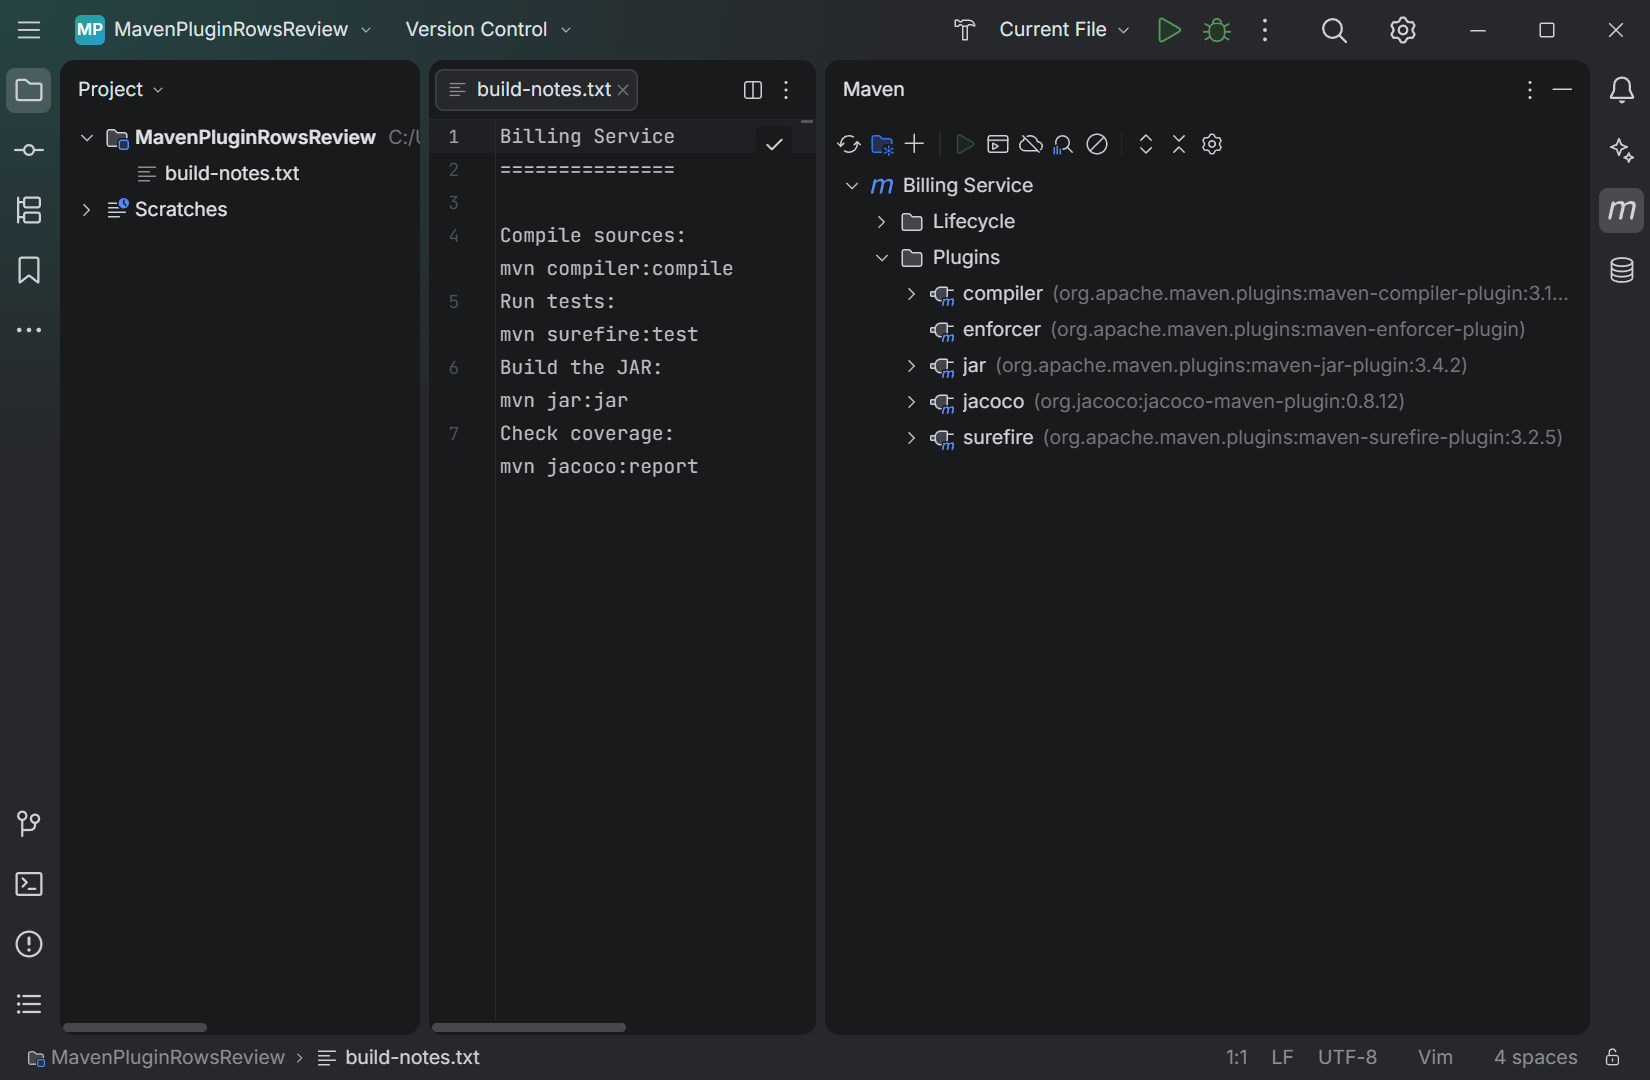 MP MavenPluginRowsReview Version Control Current File
Project
MavenPluginRowsReview C:/
build-notes.txt
Scratches
build-notes.txt
1 Billing Service
2 ===============
3
4 Compile sources:
mvn compiler:compile
5 Run tests:
mvn surefire:test
6 Build the JAR:
mvn jar:jar
7 Check coverage:
mvn jacoco:report
Maven
m Billing Service
Lifecycle
Plugins
compiler (org.apache.maven.plugins:maven-compiler-plugin:3.1...
enforcer (org.apache.maven.plugins:maven-enforcer-plugin)
jar (org.apache.maven.plugins:maven-jar-plugin:3.4.2)
jacoco (org.jacoco:jacoco-maven-plugin:0.8.12)
surefire (org.apache.maven.plugins:maven-surefire-plugin:3.2.5)
m
MavenPluginRowsReview › build-notes.txt 1:1 LF UTF-8 Vim 4 spaces